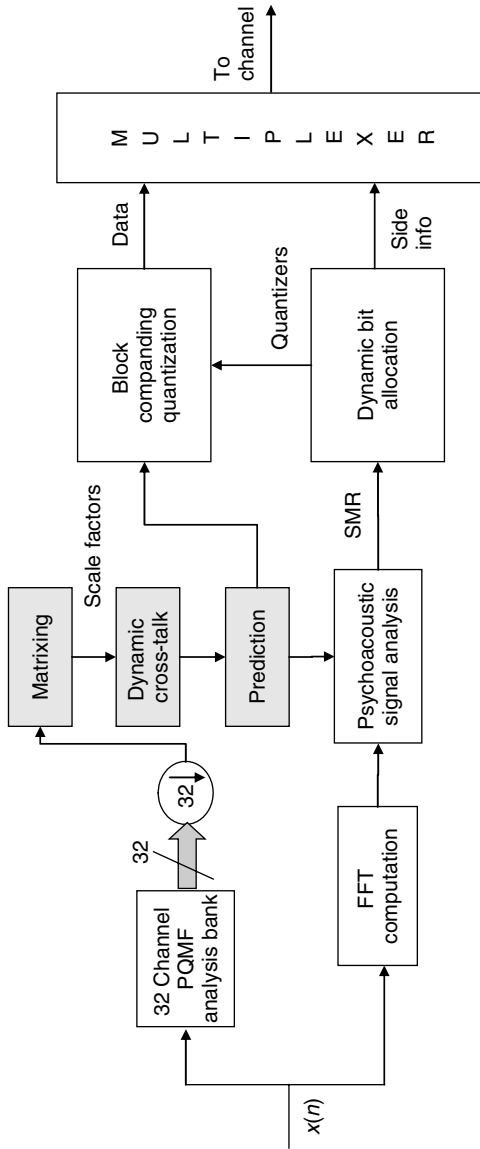 x(n)
32 Channel
PQMF
analysis bank
32
32
Matrixing
Dynamic
cross-talk
Prediction
Scale factors
FFT
computation
Psychoacoustic
signal analysis
SMR
Block
companding
quantization
Quantizers
Dynamic bit
allocation
Data
Side
info
MULTIPLEXER
To
channel